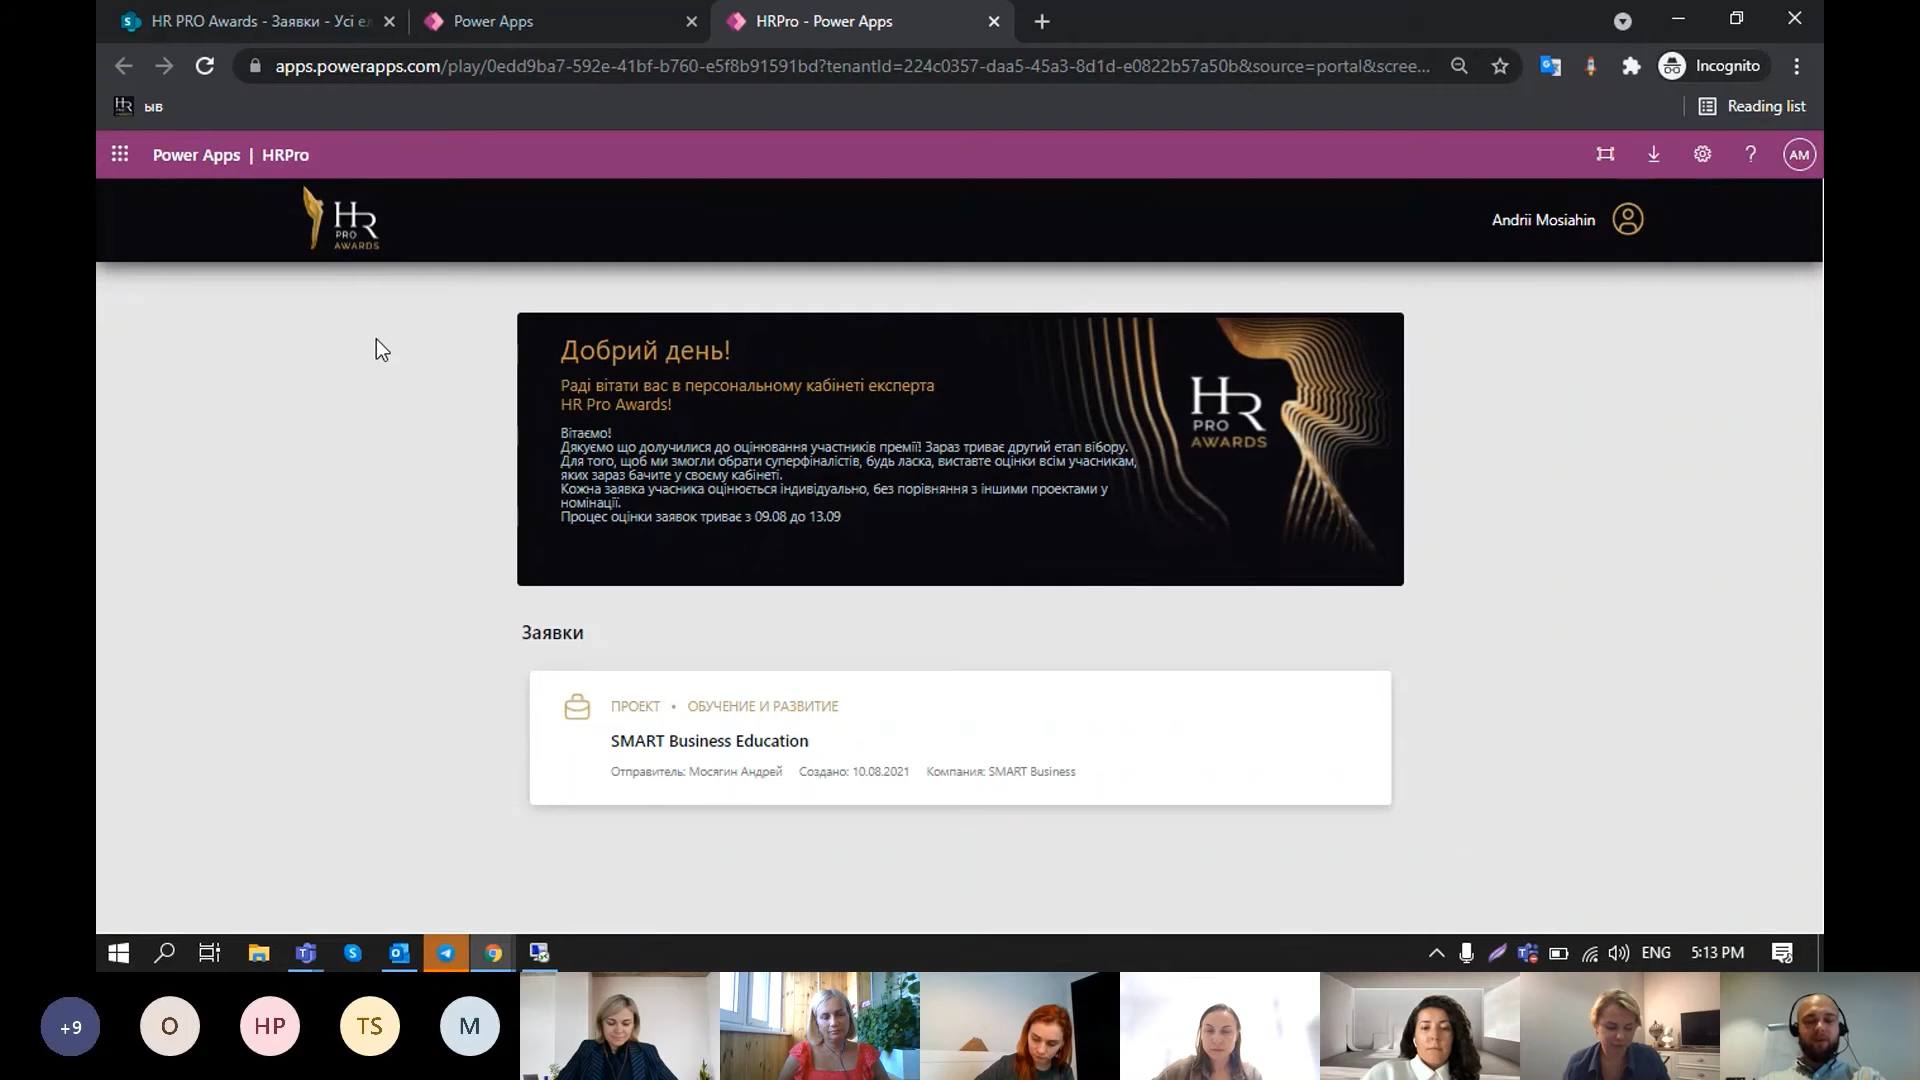 HR PRO Awards - Заявки - Усі ел
Power Apps
HRPro - Power Apps
apps.powerapps.com/play/0edd9ba7-592e-41bf-b760-e5f8b91591bd?tenantId=224c0357-daa5-45a3-8d1d-e0822b57a50b&source=portal&scree...
Incognito
HR
ыв
Reading list
Power Apps | HRPro
?
AM
HR
PRO
AWARDS
Andrii Mosiahin
Добрий день!
Раді вітати вас в персональному кабінеті експерта
HR Pro Awards!
Вітаємо!
Дякуємо що долучилися до оцінювання участників премії! Зараз триває другий етап вібору.
Для того, щоб ми змогли обрати суперфіналістів, будь ласка, виставте оцінки всім учасникам,
яких зараз бачите у своєму кабінеті.
Кожна заявка учасника оцінюється індивідуально, без порівняння з іншими проектами у
номінації.
Процес оцінки заявок триває з 09.08 до 13.09
HR
PRO
AWARDS
Заявки
ПРОЕКТ • ОБУЧЕНИЕ И РАЗВИТИЕ
SMART Business Education
Отправитель: Мосягин Андрей Создано: 10.08.2021 Компания: SMART Business
ENG
5:13 PM
+9
O
HP
TS
M